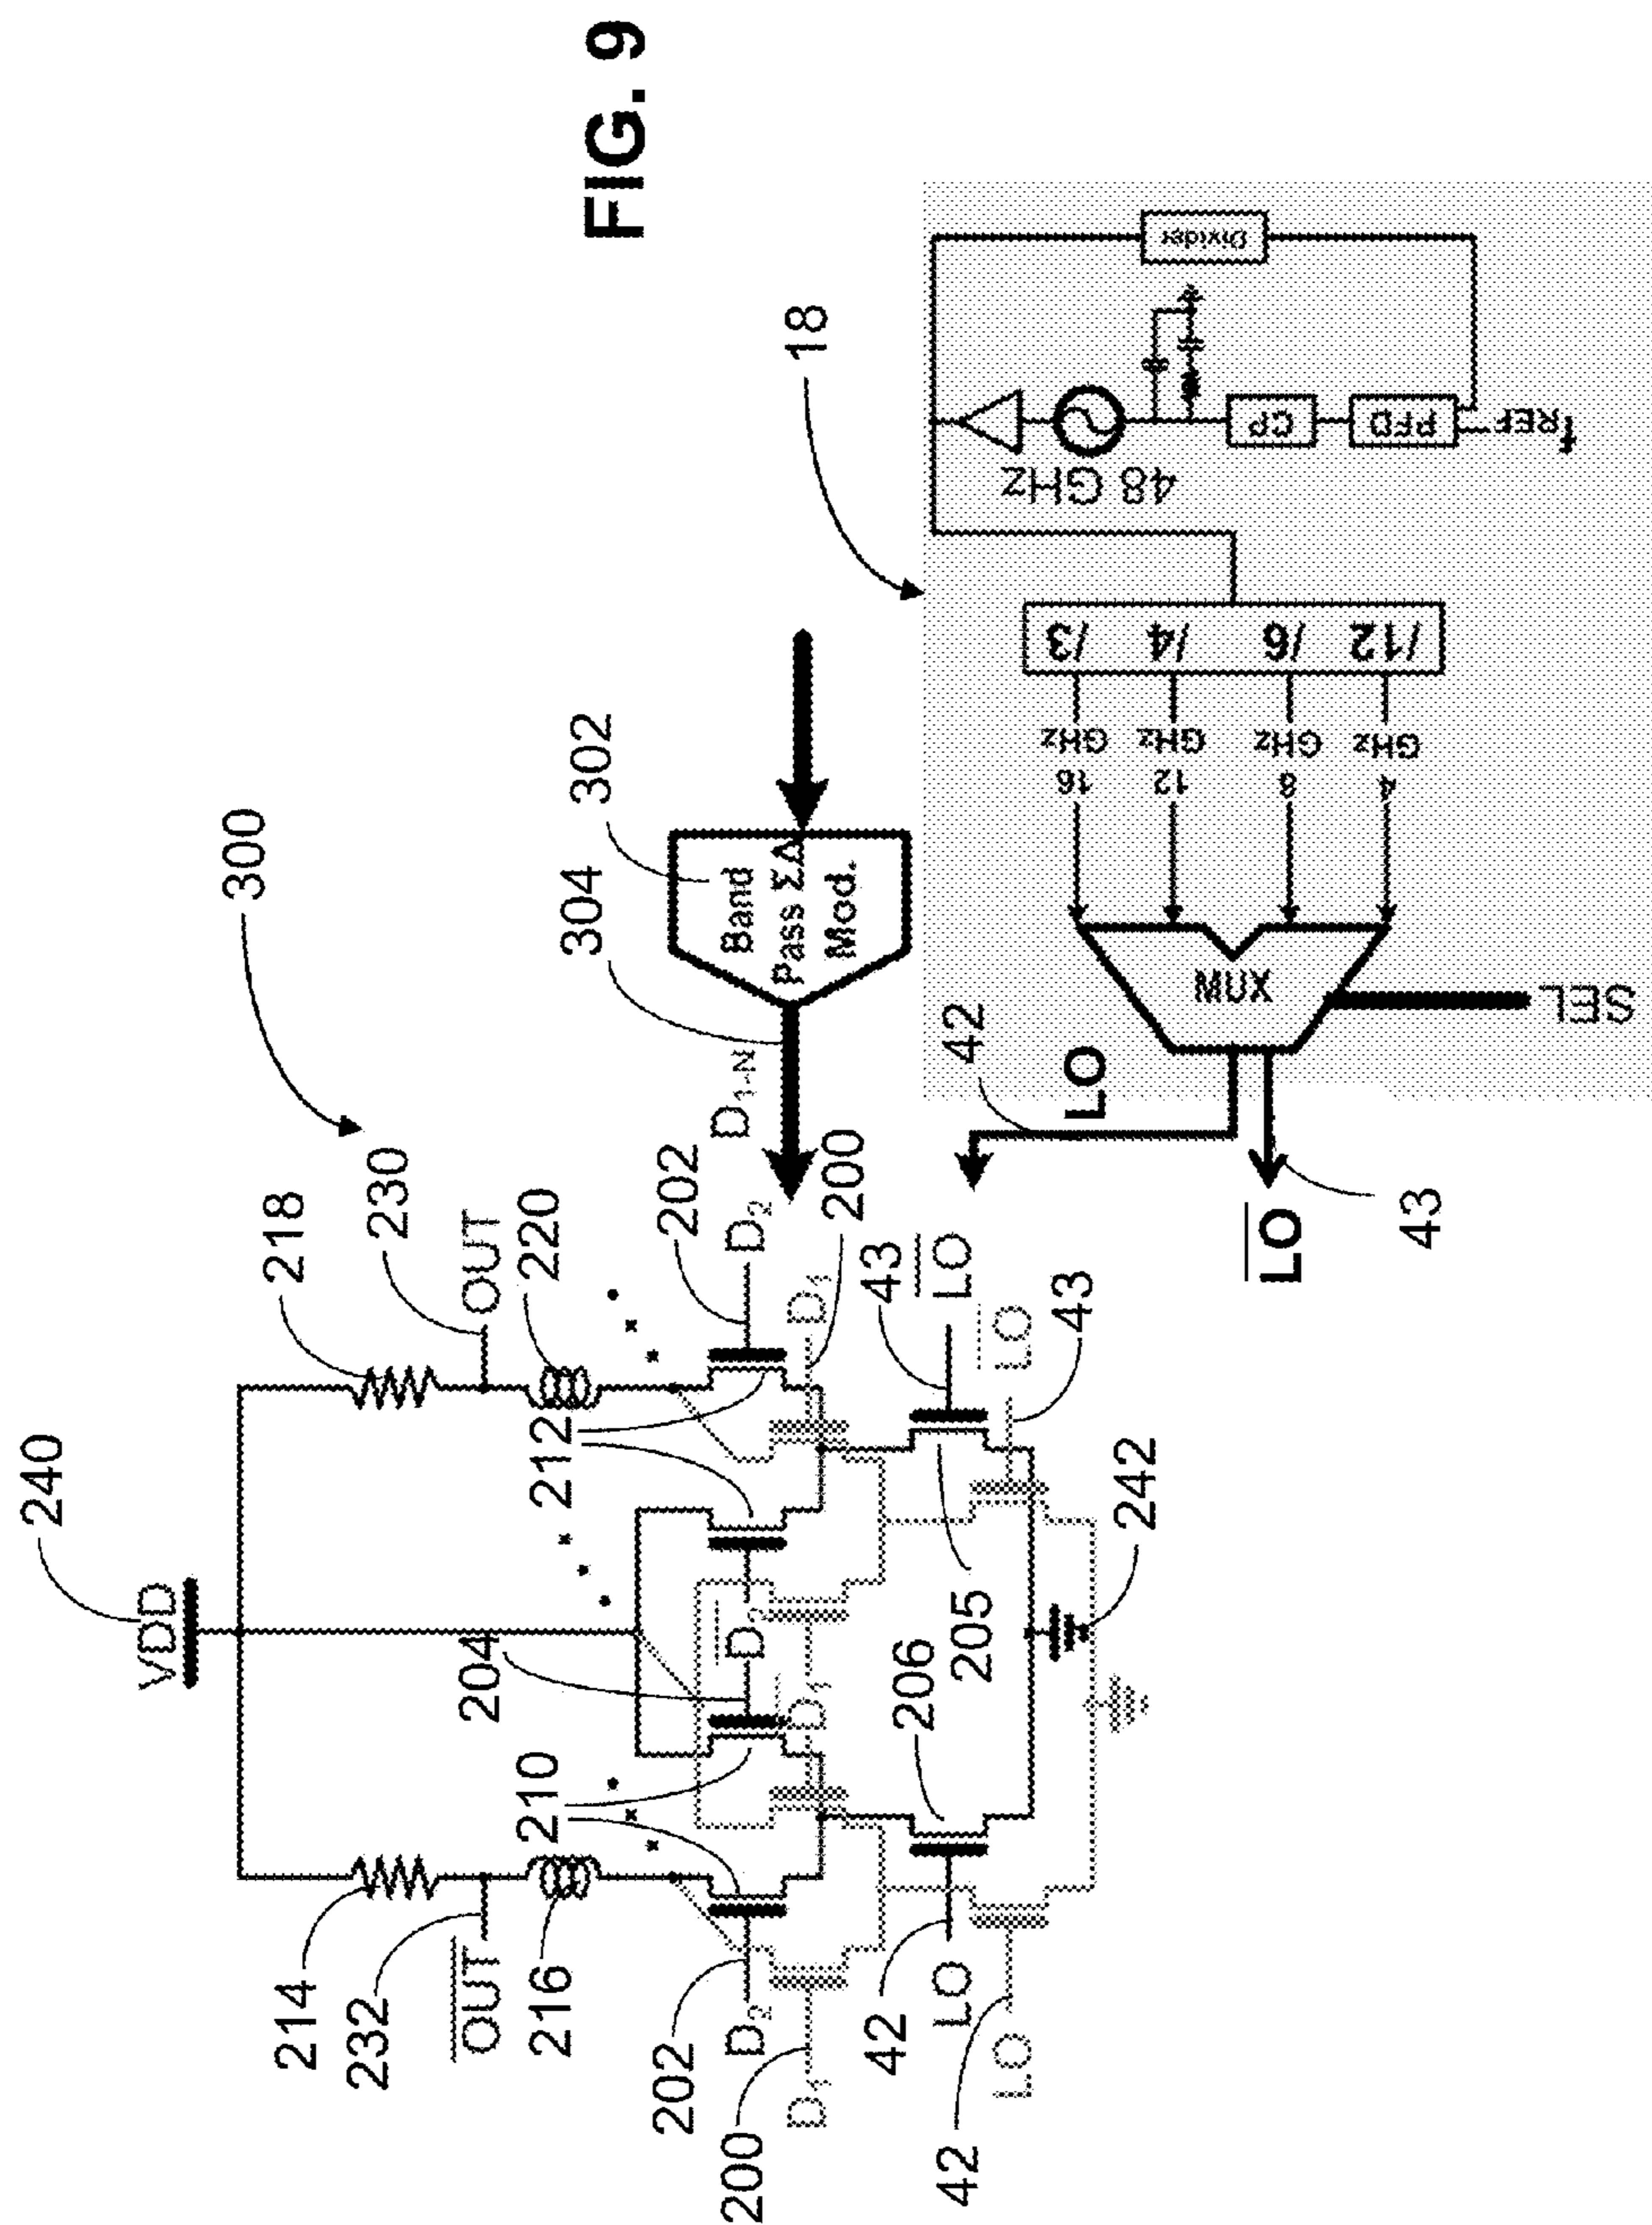 FIG. 9
240
VDD
300
214
232
OUT
216
218
230
OUT
220
210
204
212
302
304
Band
Pass ΣΔ
Mod.
D1-N
202
D2
200
D1
D1
D2
202
D2
D1
200
42
LO
42
LO
206
205
43
LO
LO
43
242
42
LO
LO
43
18
MUX
SEL
16 GHz
12 GHz
8 GHz
4 GHz
/3
/4
/6
/12
48 GHz
CP
PFD
fREF
Divider